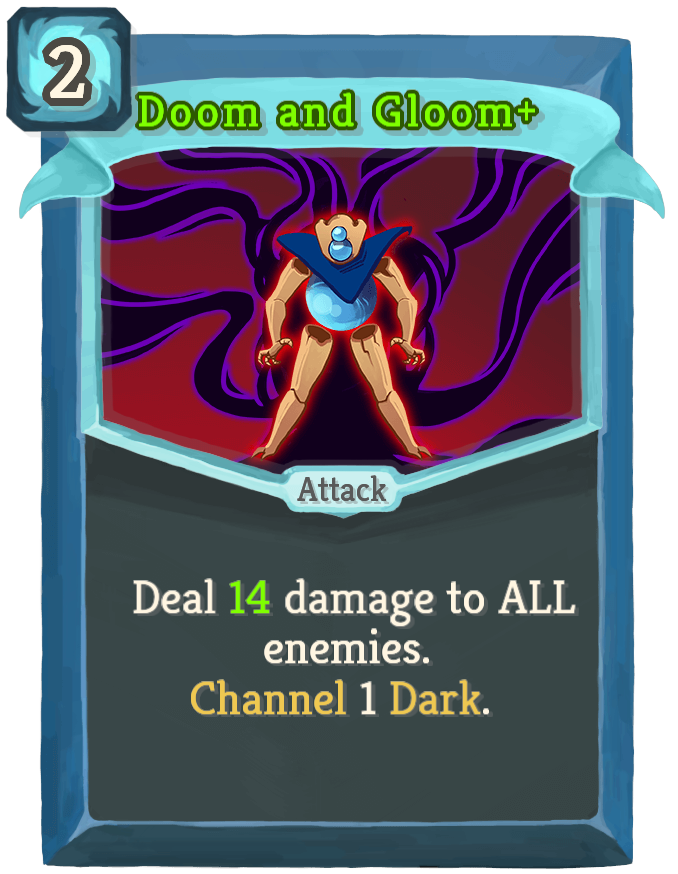 2
Doom and Gloom+
Attack
Deal 14 damage to ALL
enemies.
Channel 1 Dark.